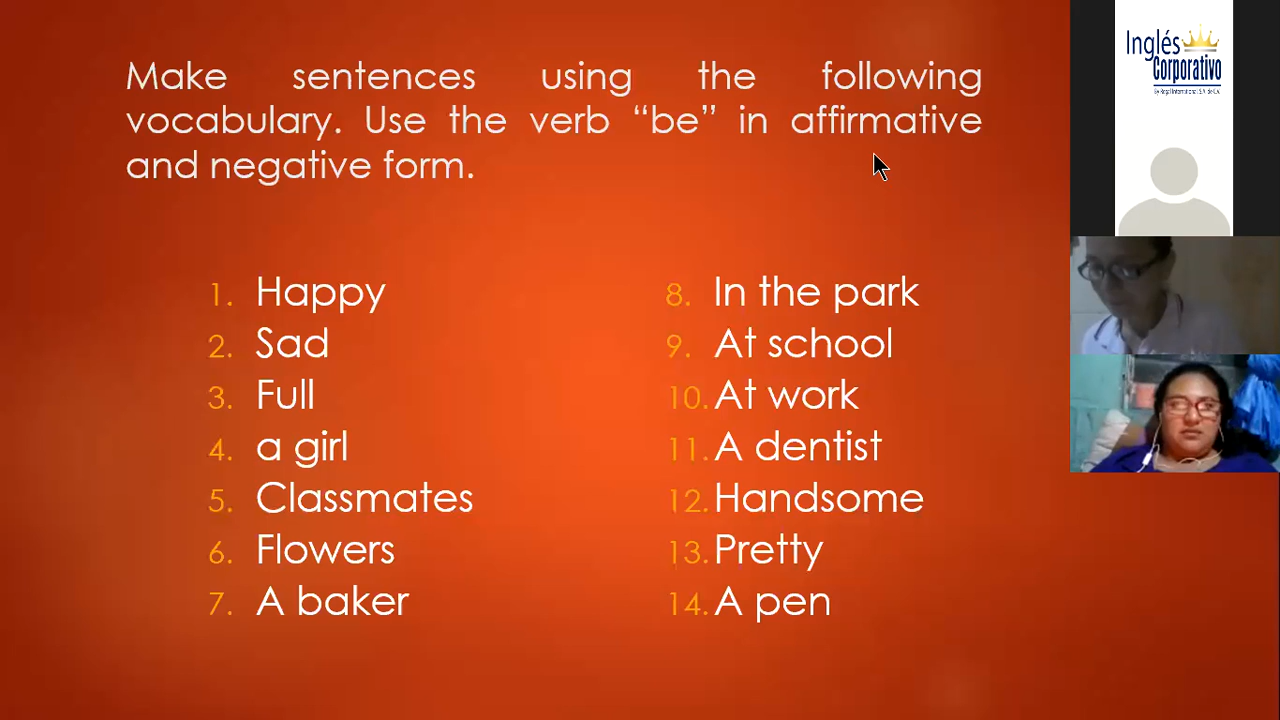 Make sentences using the following
vocabulary. Use the verb “be” in affirmative
and negative form.
1. Happy
2. Sad
3. Full
4. a girl
5. Classmates
6. Flowers
7. A baker
8. In the park
9. At school
10. At work
11. A dentist
12. Handsome
13. Pretty
14. A pen
Inglés
Corporativo